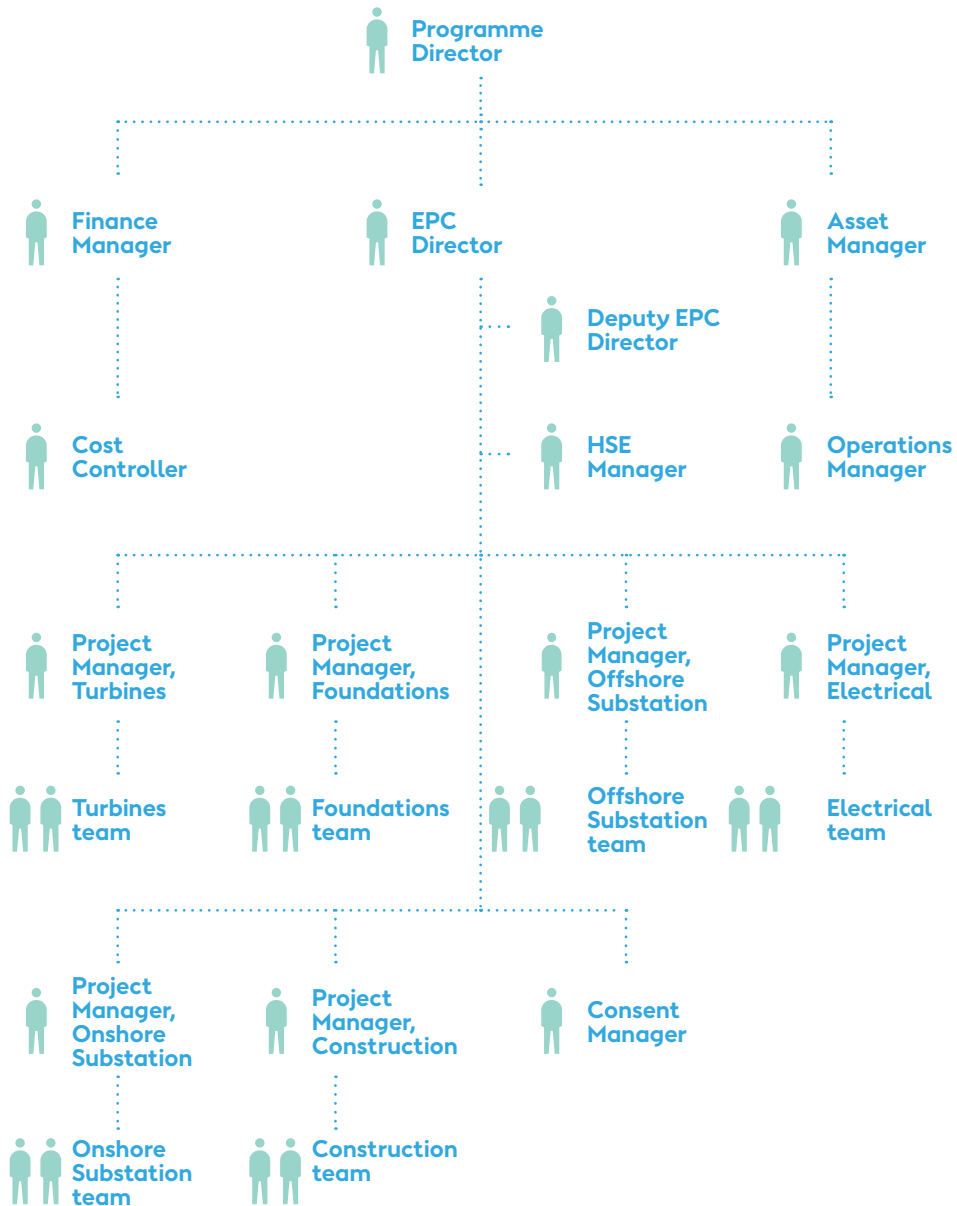 Programme
Director
Finance
Manager
EPC
Director
Asset
Manager
Deputy EPC
Director
Cost
Controller
HSE
Manager
Operations
Manager
Project
Manager,
Turbines
Project
Manager,
Foundations
Project
Manager,
Offshore
Substation
Project
Manager,
Electrical
Turbines
team
Foundations
team
Offshore
Substation
team
Electrical
team
Project
Manager,
Onshore
Substation
Project
Manager,
Construction
Consent
Manager
Onshore
Substation
team
Construction
team